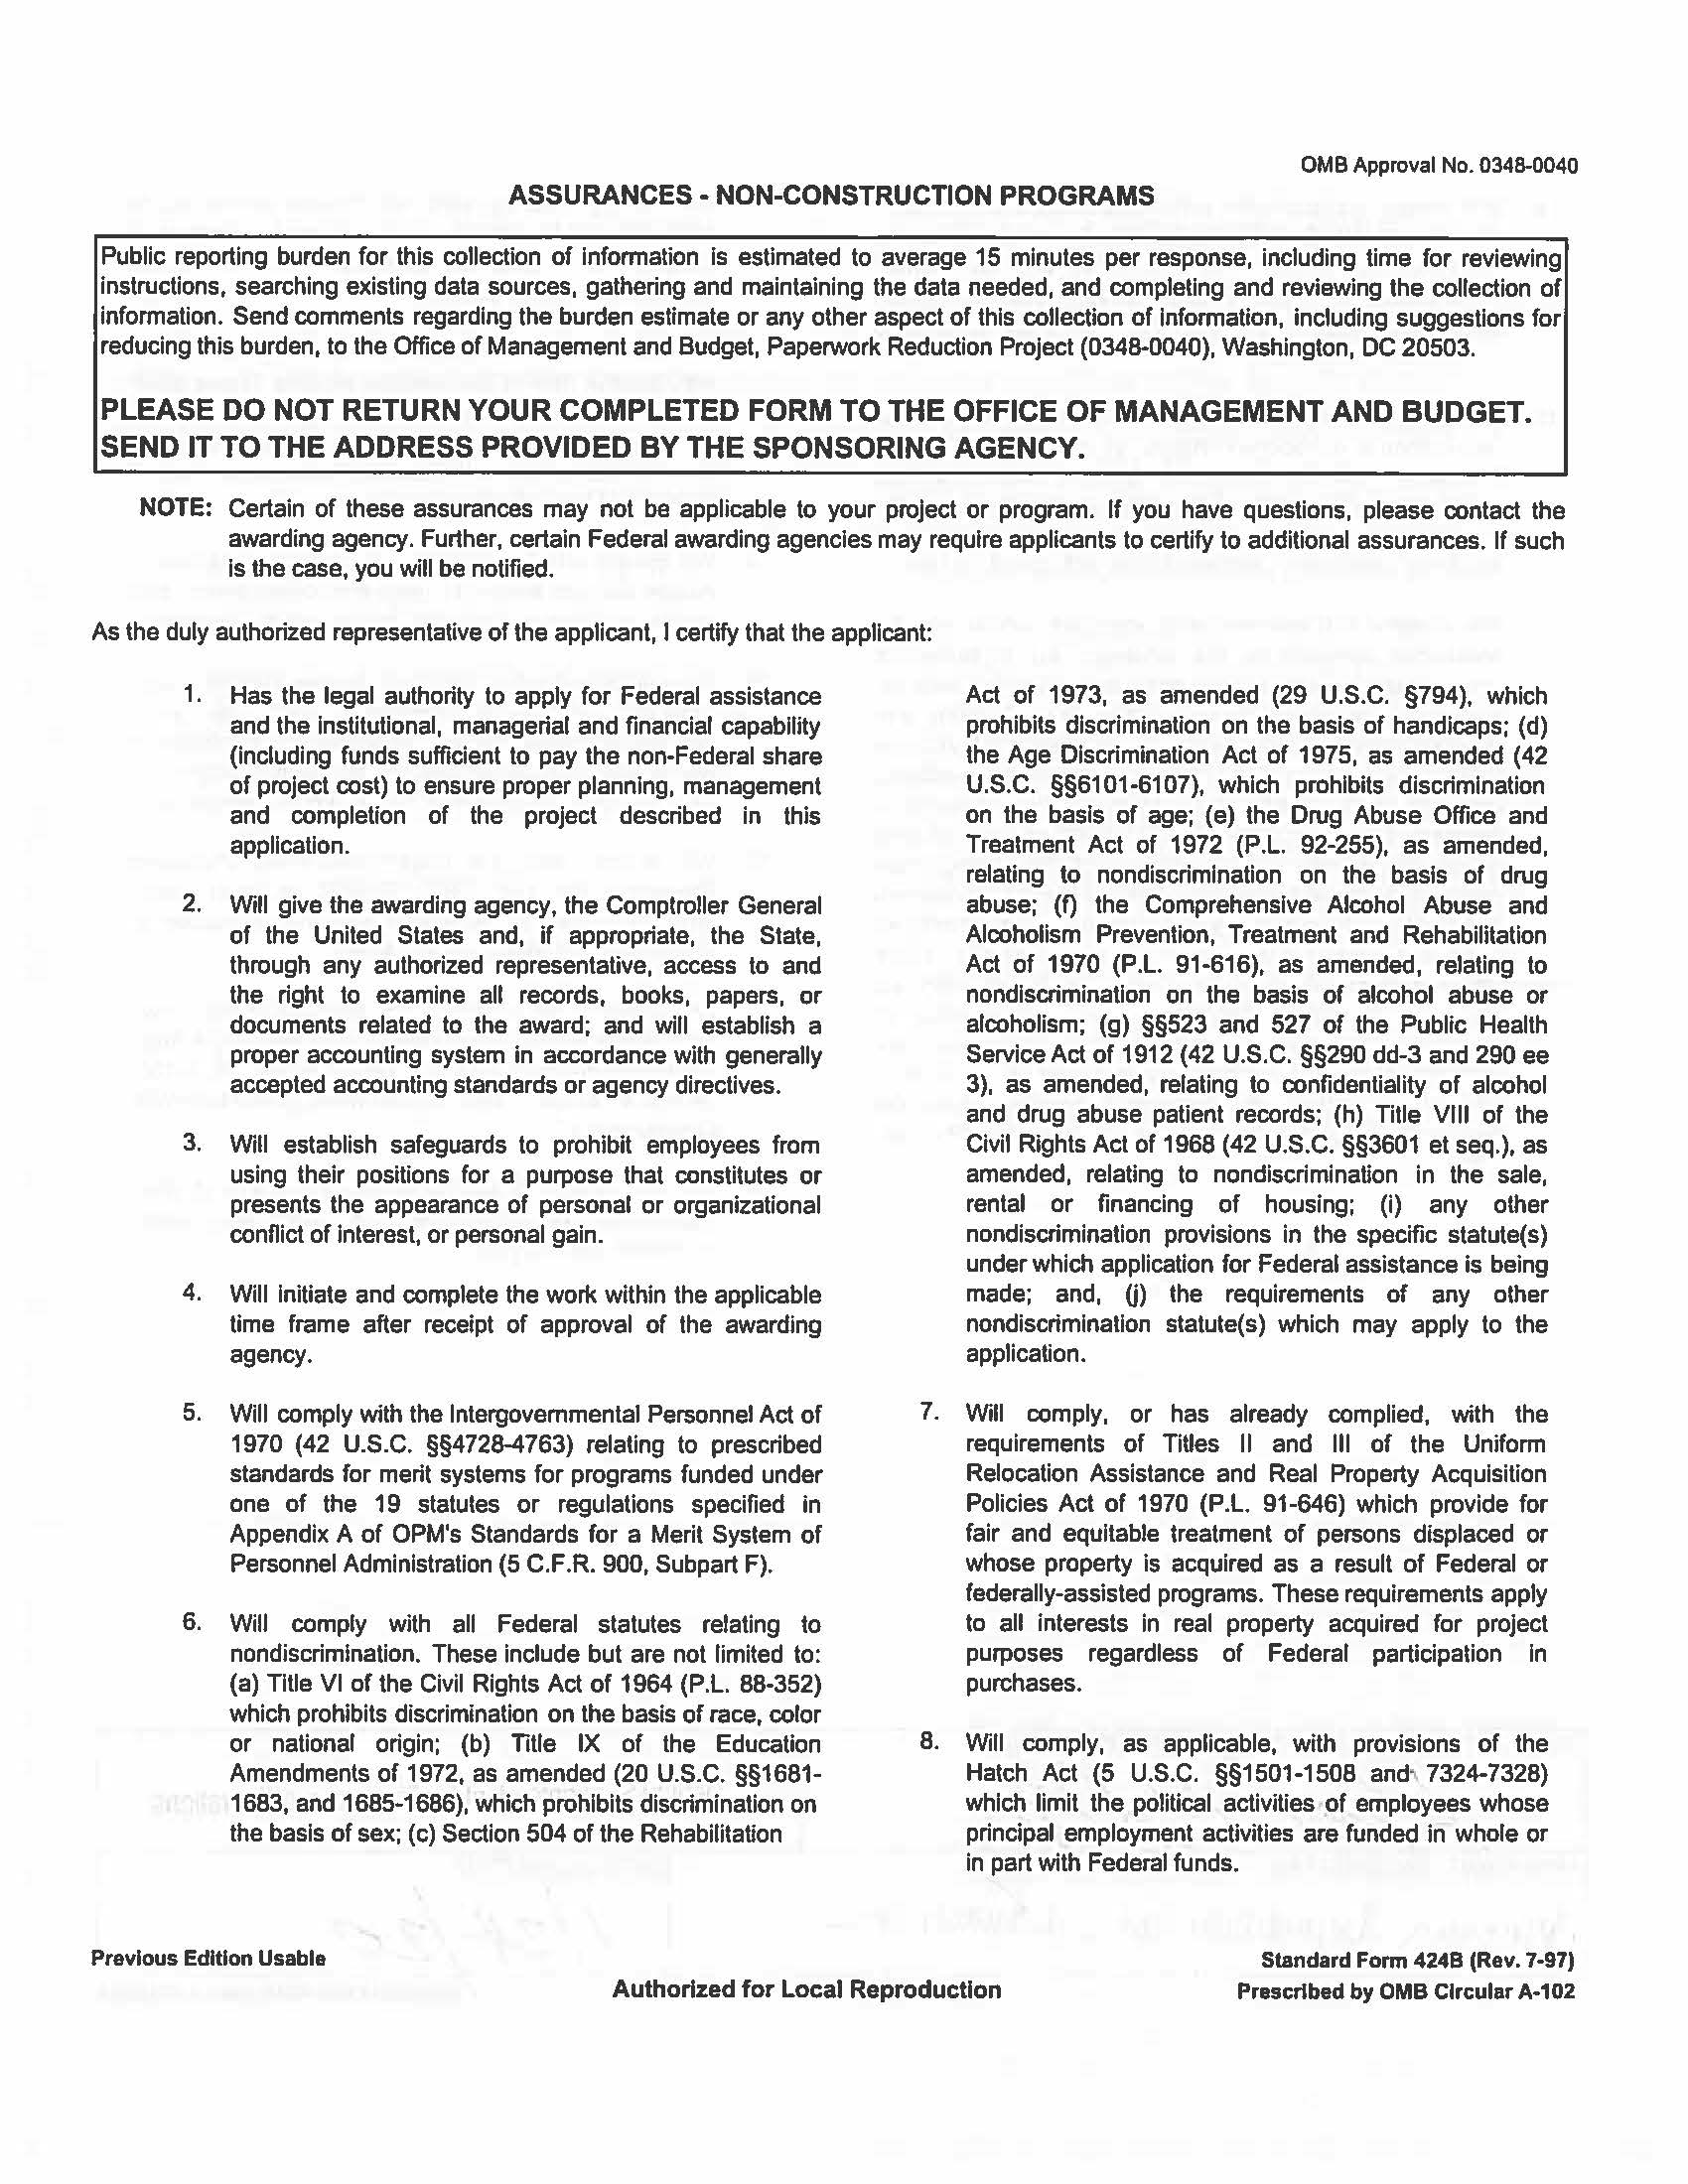 OMB Approval No. 0348-0040
ASSURANCES - NON-CONSTRUCTION PROGRAMS
Public reporting burden for this collection of information is estimated to average 15 minutes per response, including time for reviewing
instructions, searching existing data sources, gathering and maintaining the data needed, and completing and reviewing the collection of
information. Send comments regarding the burden estimate or any other aspect of this collection of information, including suggestions for
reducing this burden, to the Office of Management and Budget, Paperwork Reduction Project (0348-0040), Washington, DC 20503.
PLEASE DO NOT RETURN YOUR COMPLETED FORM TO THE OFFICE OF MANAGEMENT AND BUDGET.
SEND IT TO THE ADDRESS PROVIDED BY THE SPONSORING AGENCY.
NOTE: Certain of these assurances may not be applicable to your project or program. If you have questions, please contact the
awarding agency. Further, certain Federal awarding agencies may require applicants to certify to additional assurances. If such
is the case, you will be notified.
As the duly authorized representative of the applicant, I certify that the applicant:
1. Has the legal authority to apply for Federal assistance
and the institutional, managerial and financial capability
(including funds sufficient to pay the non-Federal share
of project cost) to ensure proper planning, management
and completion of the project described in this
application.
2. Will give the awarding agency, the Comptroller General
of the United States and, if appropriate, the State,
through any authorized representative, access to and
the right to examine all records, books, papers, or
documents related to the award; and will establish a
proper accounting system in accordance with generally
accepted accounting standards or agency directives.
3. Will establish safeguards to prohibit employees from
using their positions for a purpose that constitutes or
presents the appearance of personal or organizational
conflict of interest, or personal gain.
4. Will initiate and complete the work within the applicable
time frame after receipt of approval of the awarding
agency.
5. Will comply with the Intergovernmental Personnel Act of
1970 (42 U.S.C. §§4728-4763) relating to prescribed
standards for merit systems for programs funded under
one of the 19 statutes or regulations specified in
Appendix A of OPM's Standards for a Merit System of
Personnel Administration (5 C.F.R. 900, Subpart F).
6. Will comply with all Federal statutes relating to
nondiscrimination. These include but are not limited to:
(a) Title VI of the Civil Rights Act of 1964 (P.L. 88-352)
which prohibits discrimination on the basis of race, color
or national origin; (b) Title IX of the Education
Amendments of 1972, as amended (20 U.S.C. §§1681-
1683, and 1685-1686), which prohibits discrimination on
the basis of sex; (c) Section 504 of the Rehabilitation
Act of 1973, as amended (29 U.S.C. §794), which
prohibits discrimination on the basis of handicaps; (d)
the Age Discrimination Act of 1975, as amended (42
U.S.C. §§6101-6107), which prohibits discrimination
on the basis of age; (e) the Drug Abuse Office and
Treatment Act of 1972 (P.L. 92-255), as amended,
relating to nondiscrimination on the basis of drug
abuse; (f) the Comprehensive Alcohol Abuse and
Alcoholism Prevention, Treatment and Rehabilitation
Act of 1970 (P.L. 91-616), as amended, relating to
nondiscrimination on the basis of alcohol abuse or
alcoholism; (g) §§523 and 527 of the Public Health
Service Act of 1912 (42 U.S.C. §§290 dd-3 and 290 ee
3), as amended, relating to confidentiality of alcohol
and drug abuse patient records; (h) Title VIII of the
Civil Rights Act of 1968 (42 U.S.C. §§3601 et seq.), as
amended, relating to nondiscrimination in the sale,
rental or financing of housing; (i) any other
nondiscrimination provisions in the specific statute(s)
under which application for Federal assistance is being
made; and, (j) the requirements of any other
nondiscrimination statute(s) which may apply to the
application.
7. Will comply, or has already complied, with the
requirements of Titles II and III of the Uniform
Relocation Assistance and Real Property Acquisition
Policies Act of 1970 (P.L. 91-646) which provide for
fair and equitable treatment of persons displaced or
whose property is acquired as a result of Federal or
federally-assisted programs. These requirements apply
to all interests in real property acquired for project
purposes regardless of Federal participation in
purchases.
8. Will comply, as applicable, with provisions of the
Hatch Act (5 U.S.C. §§1501-1508 and 7324-7328)
which limit the political activities of employees whose
principal employment activities are funded in whole or
in part with Federal funds.
Previous Edition Usable
Authorized for Local Reproduction
Standard Form 424B (Rev. 7-97)
Prescribed by OMB Circular A-102